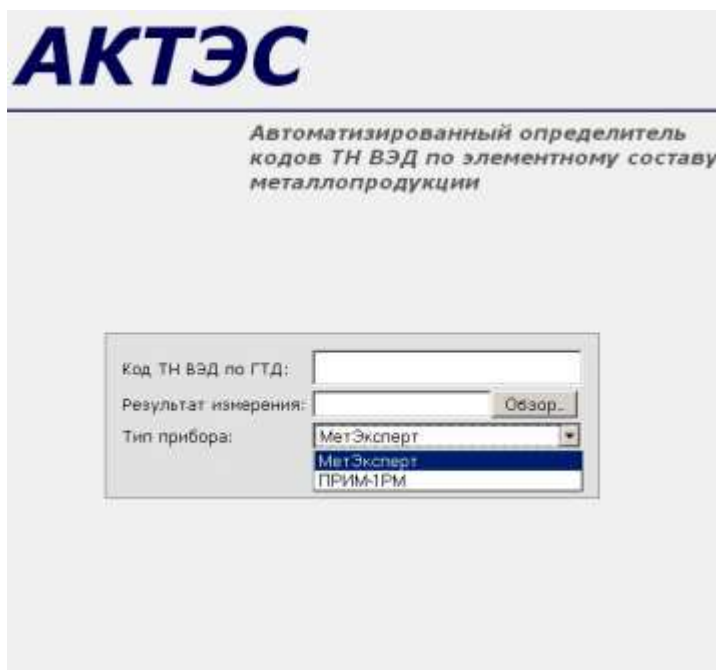 АКТЭС
Автоматизированный определитель
кодов ТН ВЭД по элементному составу
металлопродукции
Код ТН ВЭД по ГТД:
Результат измерения: Обзор..
Тип прибора: МетЭксперт
МетЭксперт
ПРИМ-1РМ